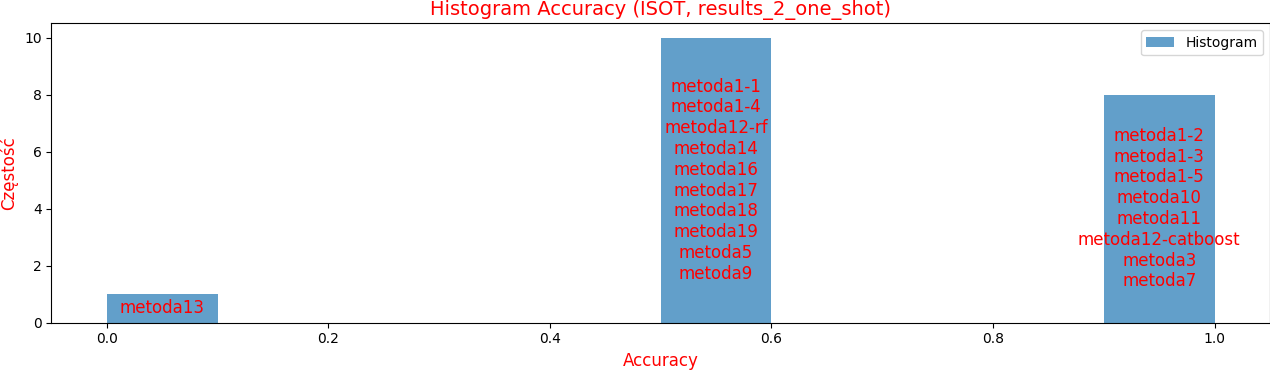 Histogram Accuracy (ISOT, results_2_one_shot)
Histogram
Częstość
10
8
6
4
2
0
metoda13
metoda1-1
metoda1-4
metoda12-rf
metoda14
metoda16
metoda17
metoda18
metoda19
metoda5
metoda9
metoda1-2
metoda1-3
metoda1-5
metoda10
metoda11
metoda12-catboost
metoda3
metoda7
0.0 0.2 0.4 0.6 0.8 1.0
Accuracy